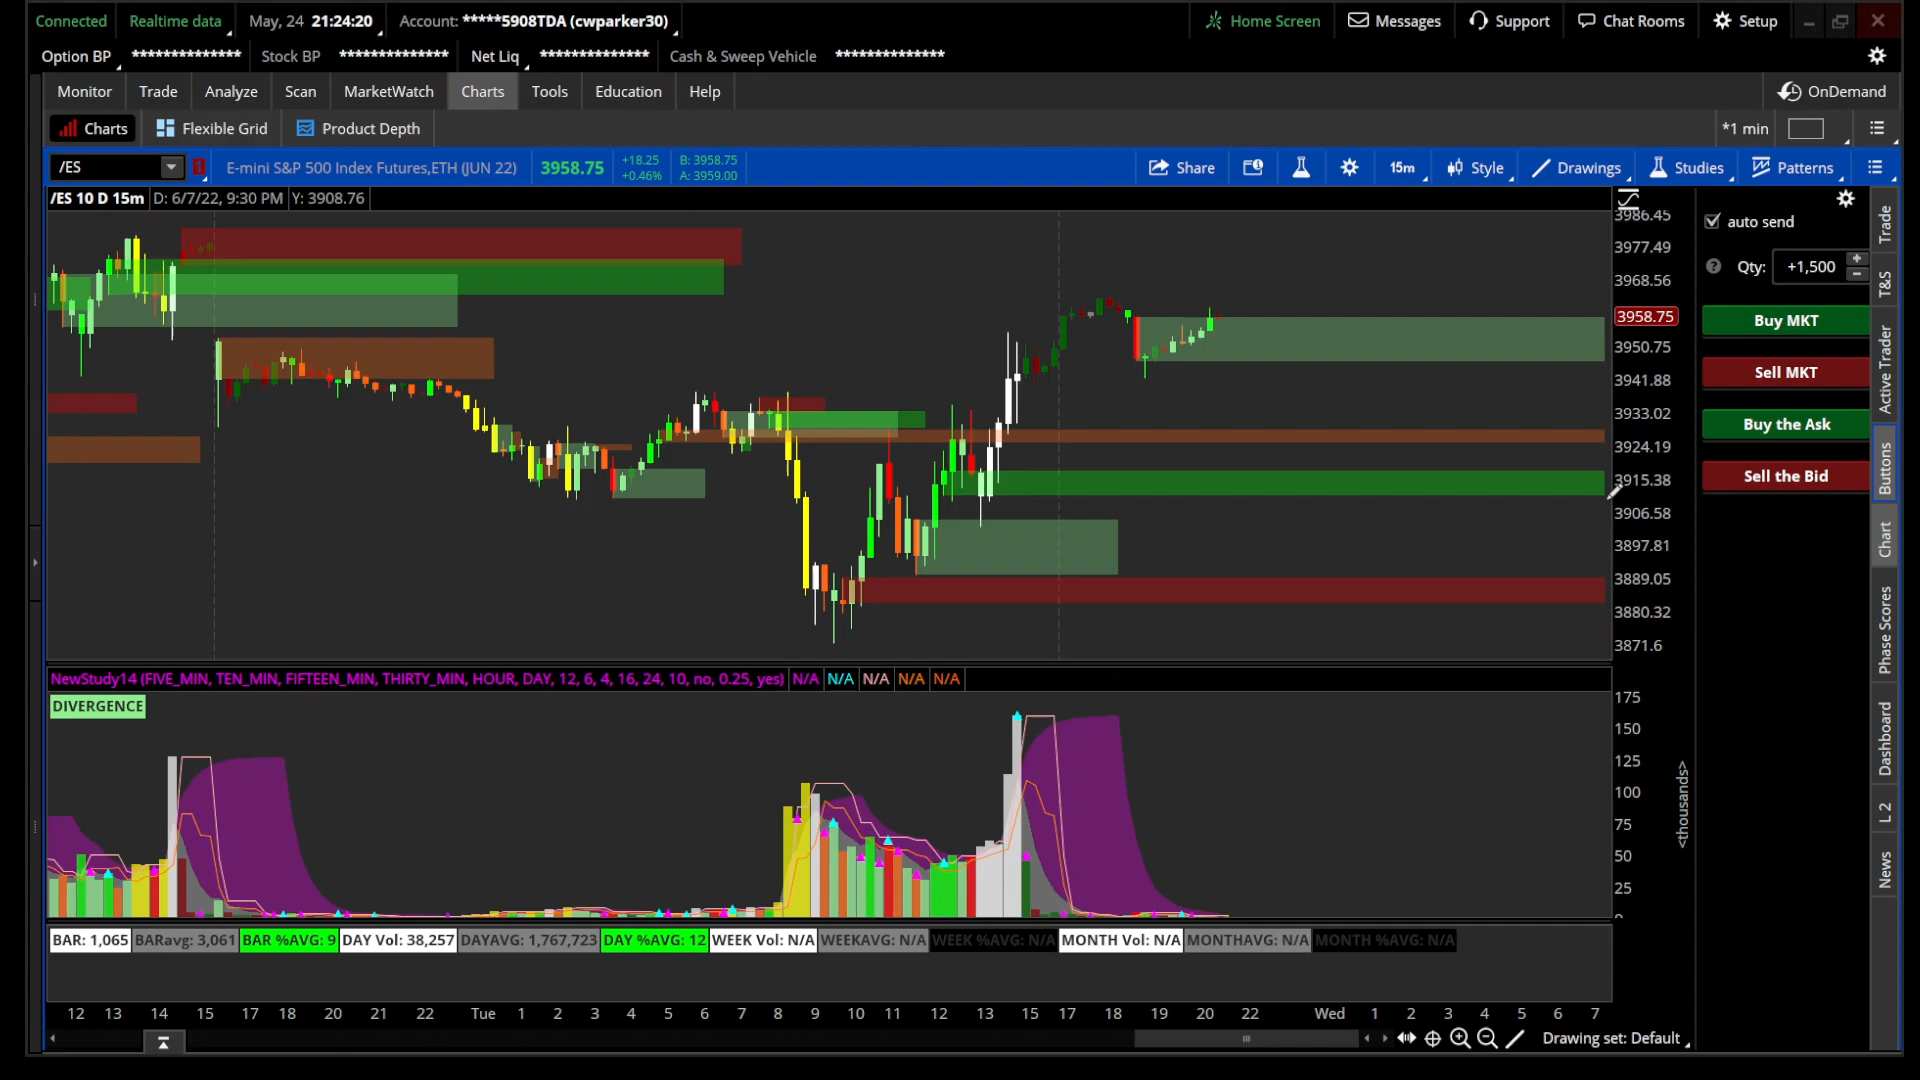 Connected Realtime data May, 24 21:24:20 Account: *****5908TDA (cwparker30) Home Screen Messages Support Chat Rooms Setup
Option BP ************** Stock BP ************** Net Liq ************** Cash & Sweep Vehicle **************
Monitor Trade Analyze Scan MarketWatch Charts Tools Education Help OnDemand
Charts Flexible Grid Product Depth *1 min
/ES 1 E-mini S&P 500 Index Futures,ETH (JUN 22) 3958.75 +18.25 +0.46% B: 3958.75 A: 3959.00 Share 15m Style Drawings Studies Patterns
/ES 10 D 15m D: 6/7/22, 9:30 PM Y: 3908.76
3986.45
3977.49
3968.56
3958.75
3950.75
3941.88
3933.02
3924.19
3915.38
3906.58
3897.81
3889.05
3880.32
3871.6
auto send
Qty: +1,500
Buy MKT
Sell MKT
Buy the Ask
Sell the Bid
Trade
T&S
Active Trader
Buttons
Chart
Phase Scores
Dashboard
L 2
News
NewStudy14 (FIVE_MIN, TEN_MIN, FIFTEEN_MIN, THIRTY_MIN, HOUR, DAY, 12, 6, 4, 16, 24, 10, no, 0.25, yes) N/A N/A N/A N/A N/A
DIVERGENCE
175
150
125
100
75
50
25
0
<thousands>
BAR: 1,065 BARavg: 3,061 BAR %AVG: 9 DAY Vol: 38,257 DAYAVG: 1,767,723 DAY %AVG: 12 WEEK Vol: N/A WEEKAVG: N/A WEEK %AVG: N/A MONTH Vol: N/A MONTHAVG: N/A MONTH %AVG: N/A
12 13 14 15 17 18 20 21 22 Tue 1 2 3 4 5 6 7 8 9 10 11 12 13 15 17 18 19 20 22 Wed 1 2 3 4 5 6 7
Drawing set: Default